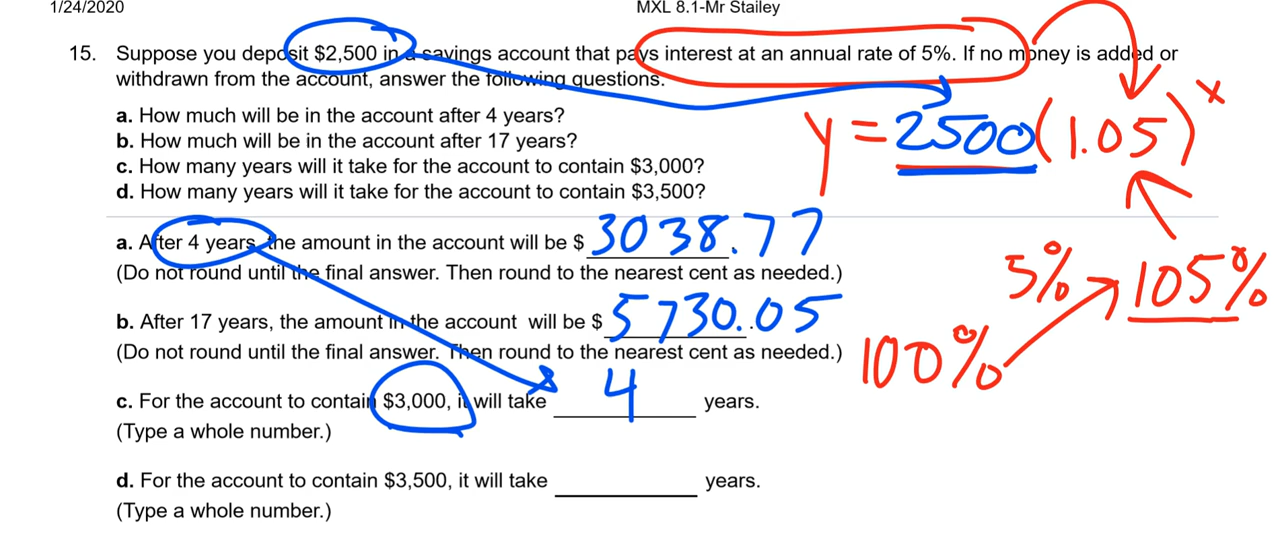 1/24/2020 MXL 8.1-Mr Stailey
15. Suppose you deposit $2,500 in a savings account that pays interest at an annual rate of 5%. If no money is added or
withdrawn from the account, answer the following questions.
a. How much will be in the account after 4 years?
b. How much will be in the account after 17 years?
c. How many years will it take for the account to contain $3,000?
d. How many years will it take for the account to contain $3,500?
y = 2500(1.05)^x
a. After 4 years, the amount in the account will be $ 3038.77
(Do not round until the final answer. Then round to the nearest cent as needed.)
5% 105%
b. After 17 years, the amount in the account will be $ 5730.05
(Do not round until the final answer. Then round to the nearest cent as needed.)
100%
c. For the account to contain $3,000, it will take 4 years.
(Type a whole number.)
d. For the account to contain $3,500, it will take ____ years.
(Type a whole number.)